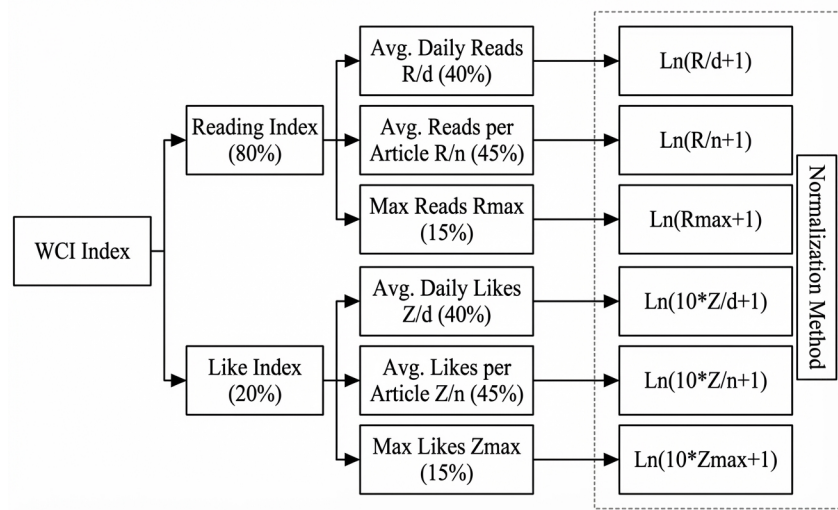 WCI Index
Reading Index
(80%)
Like Index
(20%)
Avg. Daily Reads
R/d (40%)
Avg. Reads per
Article R/n (45%)
Max Reads Rmax
(15%)
Avg. Daily Likes
Z/d (40%)
Avg. Likes per
Article Z/n (45%)
Max Likes Zmax
(15%)
Ln(R/d+1)
Ln(R/n+1)
Ln(Rmax+1)
Ln(10*Z/d+1)
Ln(10*Z/n+1)
Ln(10*Zmax+1)
Normalization Method